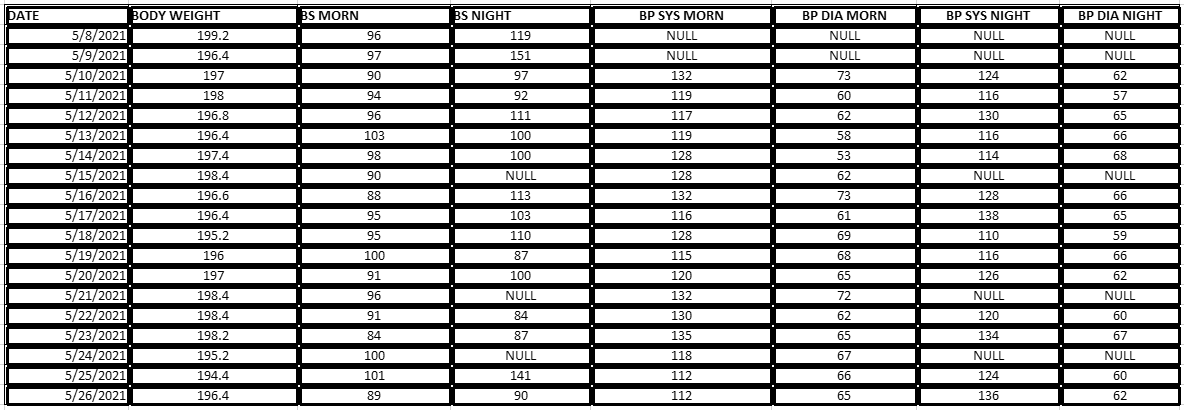 DATE BODY WEIGHT BS MORN BS NIGHT BP SYS MORN BP DIA MORN BP SYS NIGHT BP DIA NIGHT
5/8/2021 199.2 96 119 NULL NULL NULL NULL
5/9/2021 196.4 97 151 NULL NULL NULL NULL
5/10/2021 197 90 97 132 73 124 62
5/11/2021 198 94 92 119 60 116 57
5/12/2021 196.8 96 111 117 62 130 65
5/13/2021 196.4 103 100 119 58 116 66
5/14/2021 197.4 98 100 128 53 114 68
5/15/2021 198.4 90 NULL 128 62 NULL NULL
5/16/2021 196.6 88 113 132 73 128 66
5/17/2021 196.4 95 103 116 61 138 65
5/18/2021 195.2 95 110 128 69 110 59
5/19/2021 196 100 87 115 68 116 66
5/20/2021 197 91 100 120 65 126 62
5/21/2021 198.4 96 NULL 132 72 NULL NULL
5/22/2021 198.4 91 84 130 62 120 60
5/23/2021 198.2 84 87 135 65 134 67
5/24/2021 195.2 100 NULL 118 67 NULL NULL
5/25/2021 194.4 101 141 112 66 124 60
5/26/2021 196.4 89 90 112 65 136 62